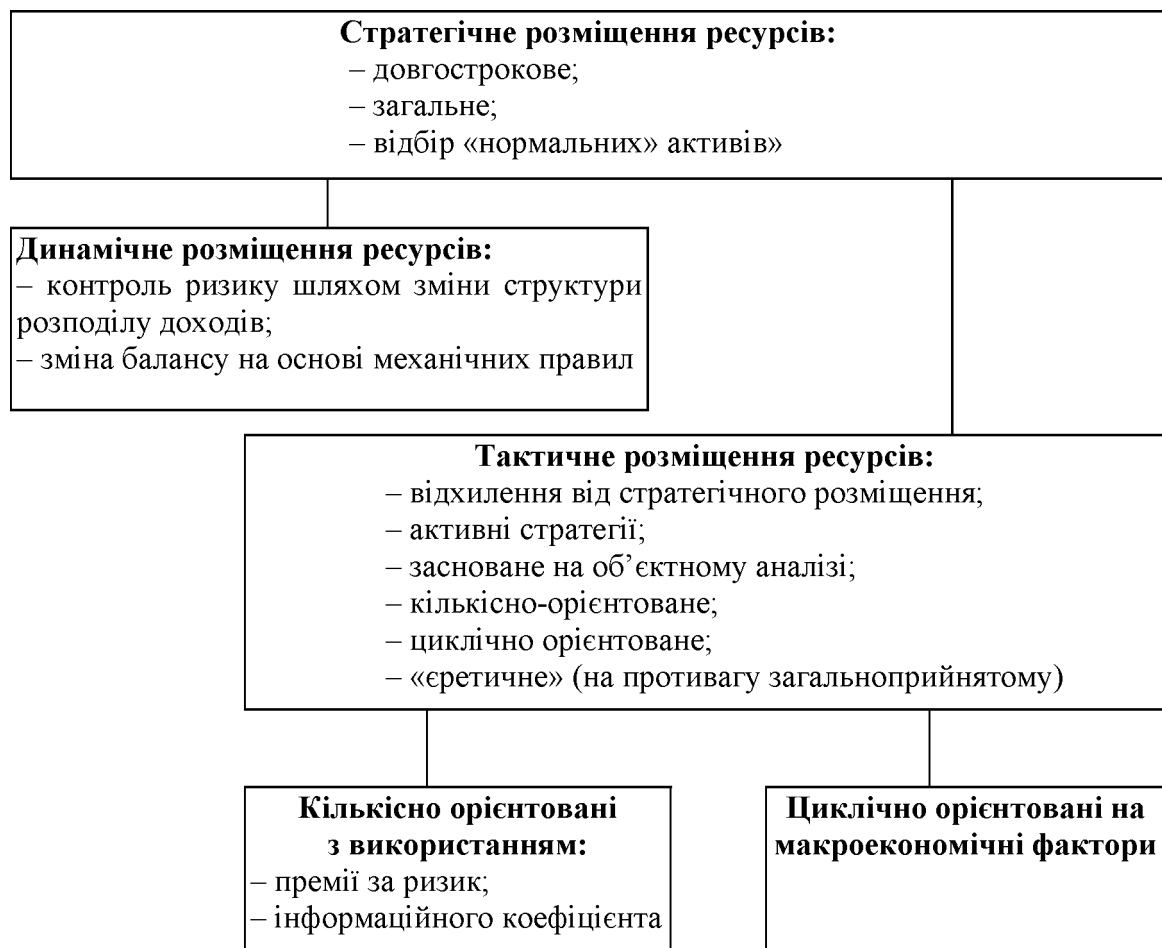 Стратегічне розміщення ресурсів:
– довгострокове;
– загальне;
– відбір «нормальних» активів»
Динамічне розміщення ресурсів:
– контроль ризику шляхом зміни структури
розподілу доходів;
– зміна балансу на основі механічних правил
Тактичне розміщення ресурсів:
– відхилення від стратегічного розміщення;
– активні стратегії;
– засноване на об’єктному аналізі;
– кількісно-орієнтоване;
– циклічно орієнтоване;
– «єретичне» (на противагу загальноприйнятому)
Кількісно орієнтовані
з використанням:
– премії за ризик;
– інформаційного коефіцієнта
Циклічно орієнтовані на
макроекономічні фактори